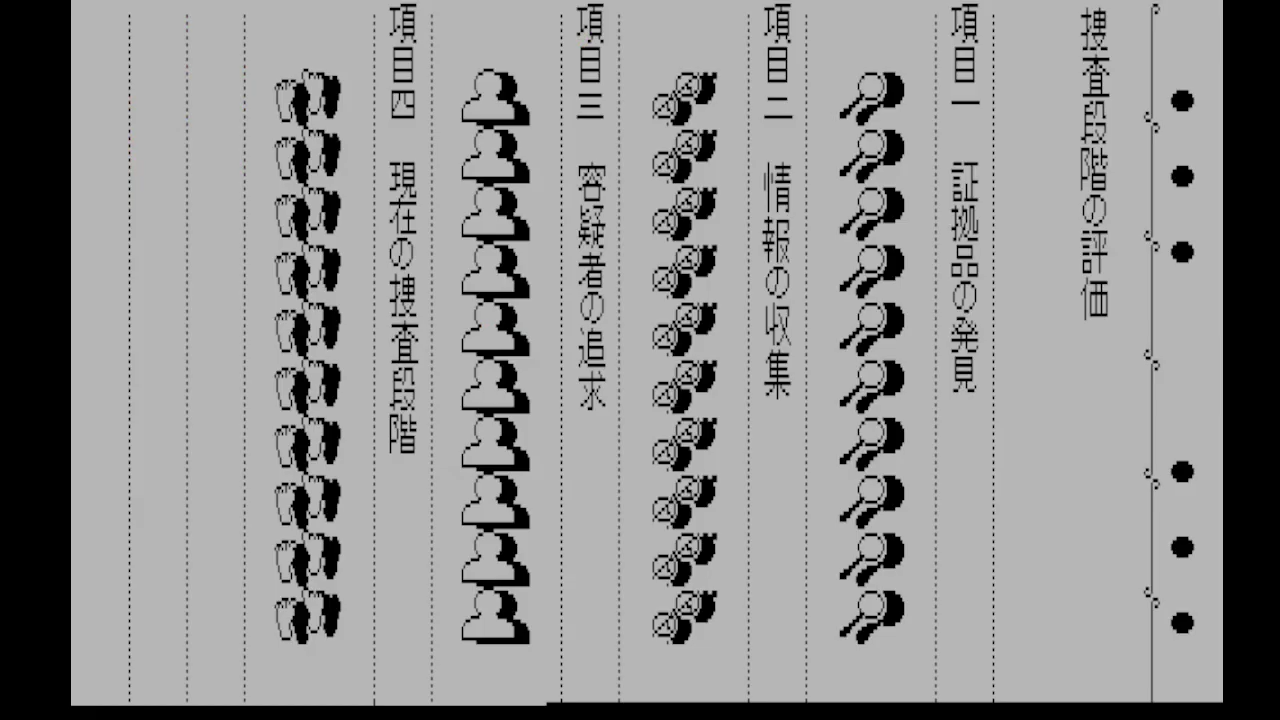 捜査段階の評価
項目一　証拠品の発見
項目二　情報の収集
項目三　容疑者の追求
項目四　現在の捜査段階